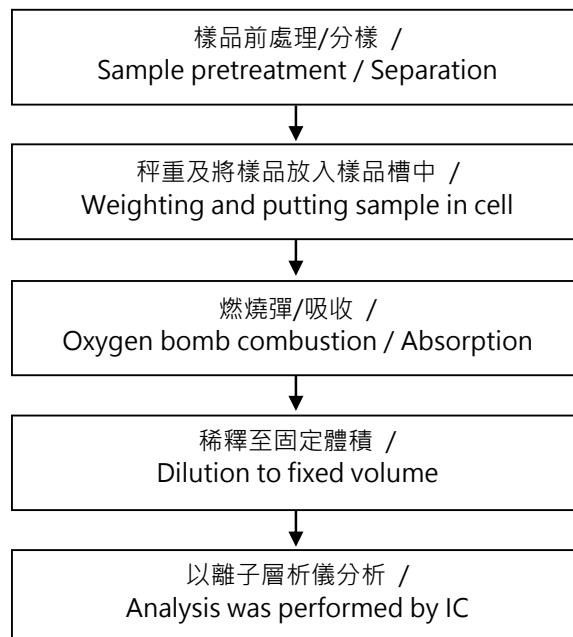 樣品前處理/分樣 /
Sample pretreatment / Separation
秤重及將樣品放入樣品槽中 /
Weighting and putting sample in cell
燃燒彈/吸收 /
Oxygen bomb combustion / Absorption
稀釋至固定體積 /
Dilution to fixed volume
以離子層析儀分析 /
Analysis was performed by IC